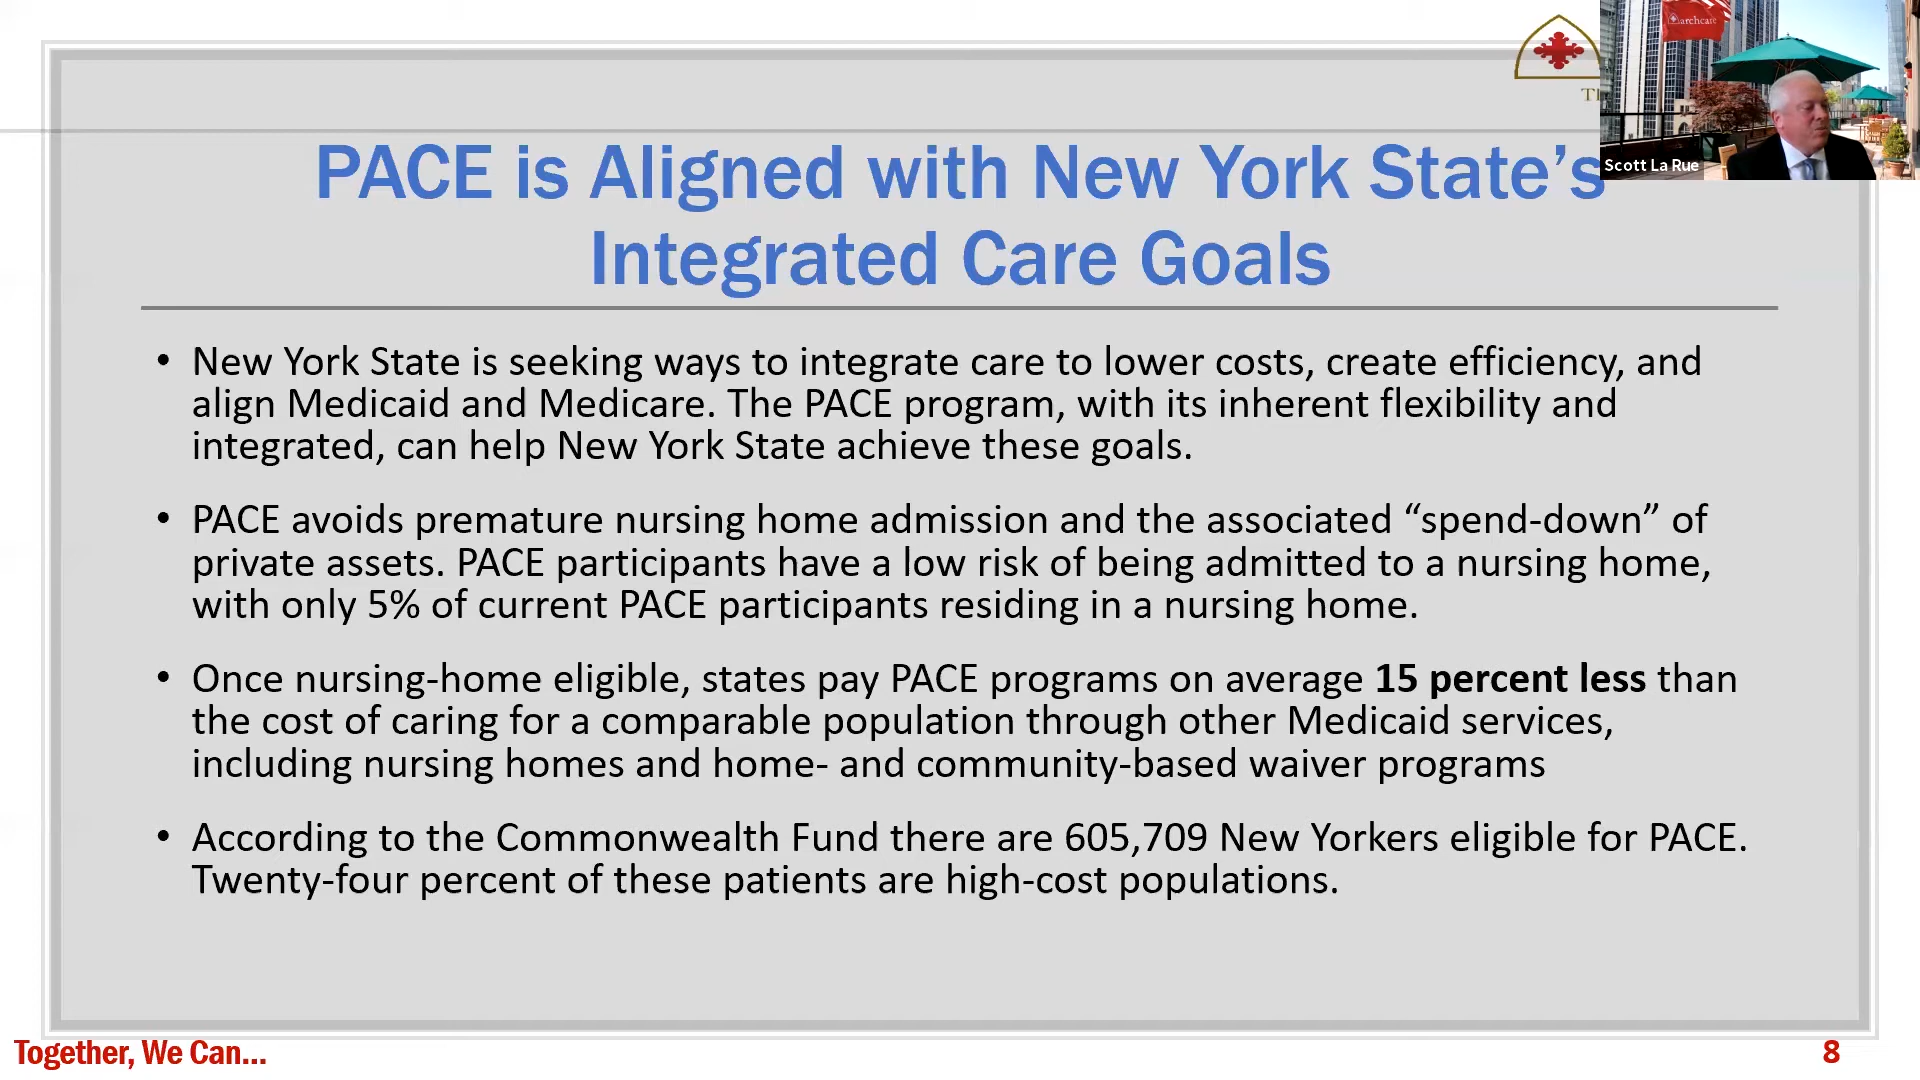 archcare
Scott La Rue
PACE is Aligned with New York State’s
Integrated Care Goals
• New York State is seeking ways to integrate care to lower costs, create efficiency, and
align Medicaid and Medicare. The PACE program, with its inherent flexibility and
integrated, can help New York State achieve these goals.
• PACE avoids premature nursing home admission and the associated “spend-down” of
private assets. PACE participants have a low risk of being admitted to a nursing home,
with only 5% of current PACE participants residing in a nursing home.
• Once nursing-home eligible, states pay PACE programs on average 15 percent less than
the cost of caring for a comparable population through other Medicaid services,
including nursing homes and home- and community-based waiver programs
• According to the Commonwealth Fund there are 605,709 New Yorkers eligible for PACE.
Twenty-four percent of these patients are high-cost populations.
Together, We Can...
8